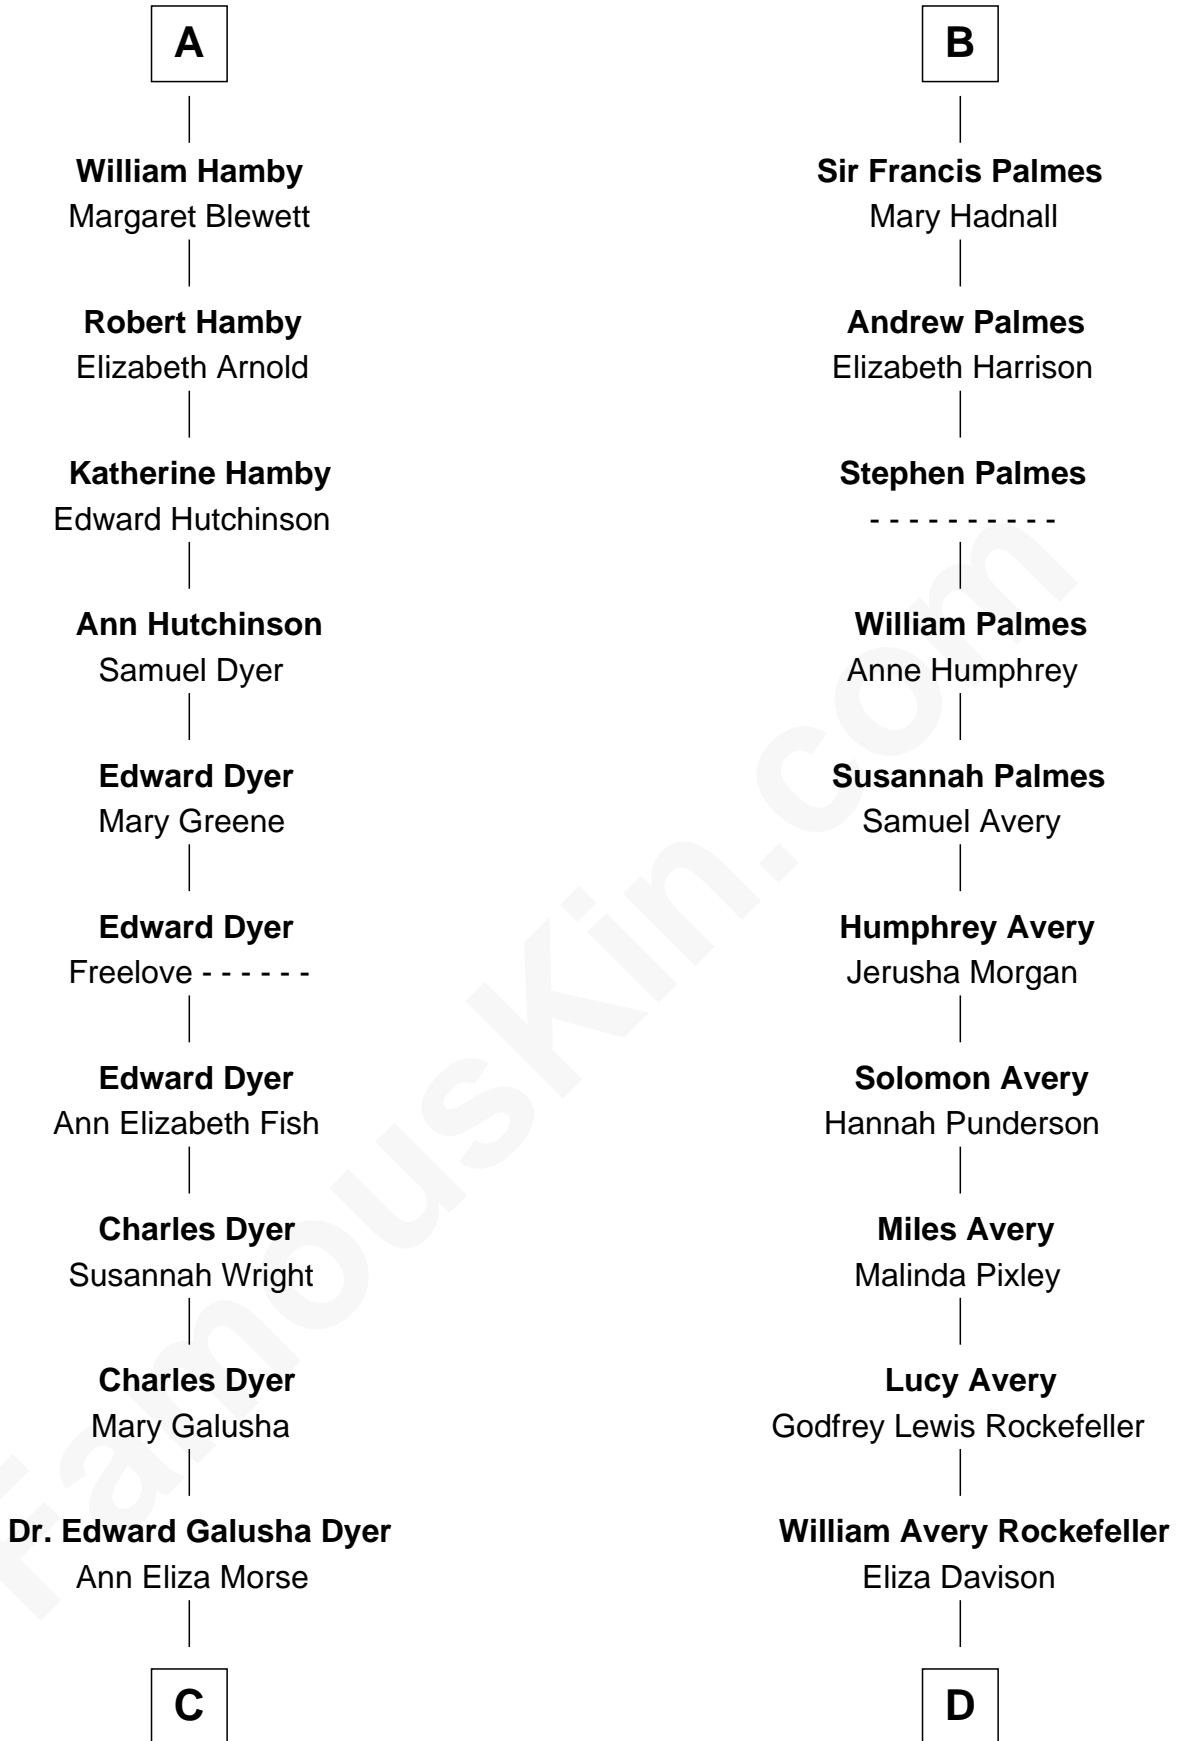 A
William Hamby
Margaret Blewett
Robert Hamby
Elizabeth Arnold
Katherine Hamby
Edward Hutchinson
Ann Hutchinson
Samuel Dyer
Edward Dyer
Mary Greene
Edward Dyer
Freelove - - - - - -
Edward Dyer
Ann Elizabeth Fish
Charles Dyer
Susannah Wright
Charles Dyer
Mary Galusha
Dr. Edward Galusha Dyer
Ann Eliza Morse
C
B
Sir Francis Palmes
Mary Hadnall
Andrew Palmes
Elizabeth Harrison
Stephen Palmes
- - - - - - - - - -
William Palmes
Anne Humphrey
Susannah Palmes
Samuel Avery
Humphrey Avery
Jerusha Morgan
Solomon Avery
Hannah Punderson
Miles Avery
Malinda Pixley
Lucy Avery
Godfrey Lewis Rockefeller
William Avery Rockefeller
Eliza Davison
D
FamousKin.com